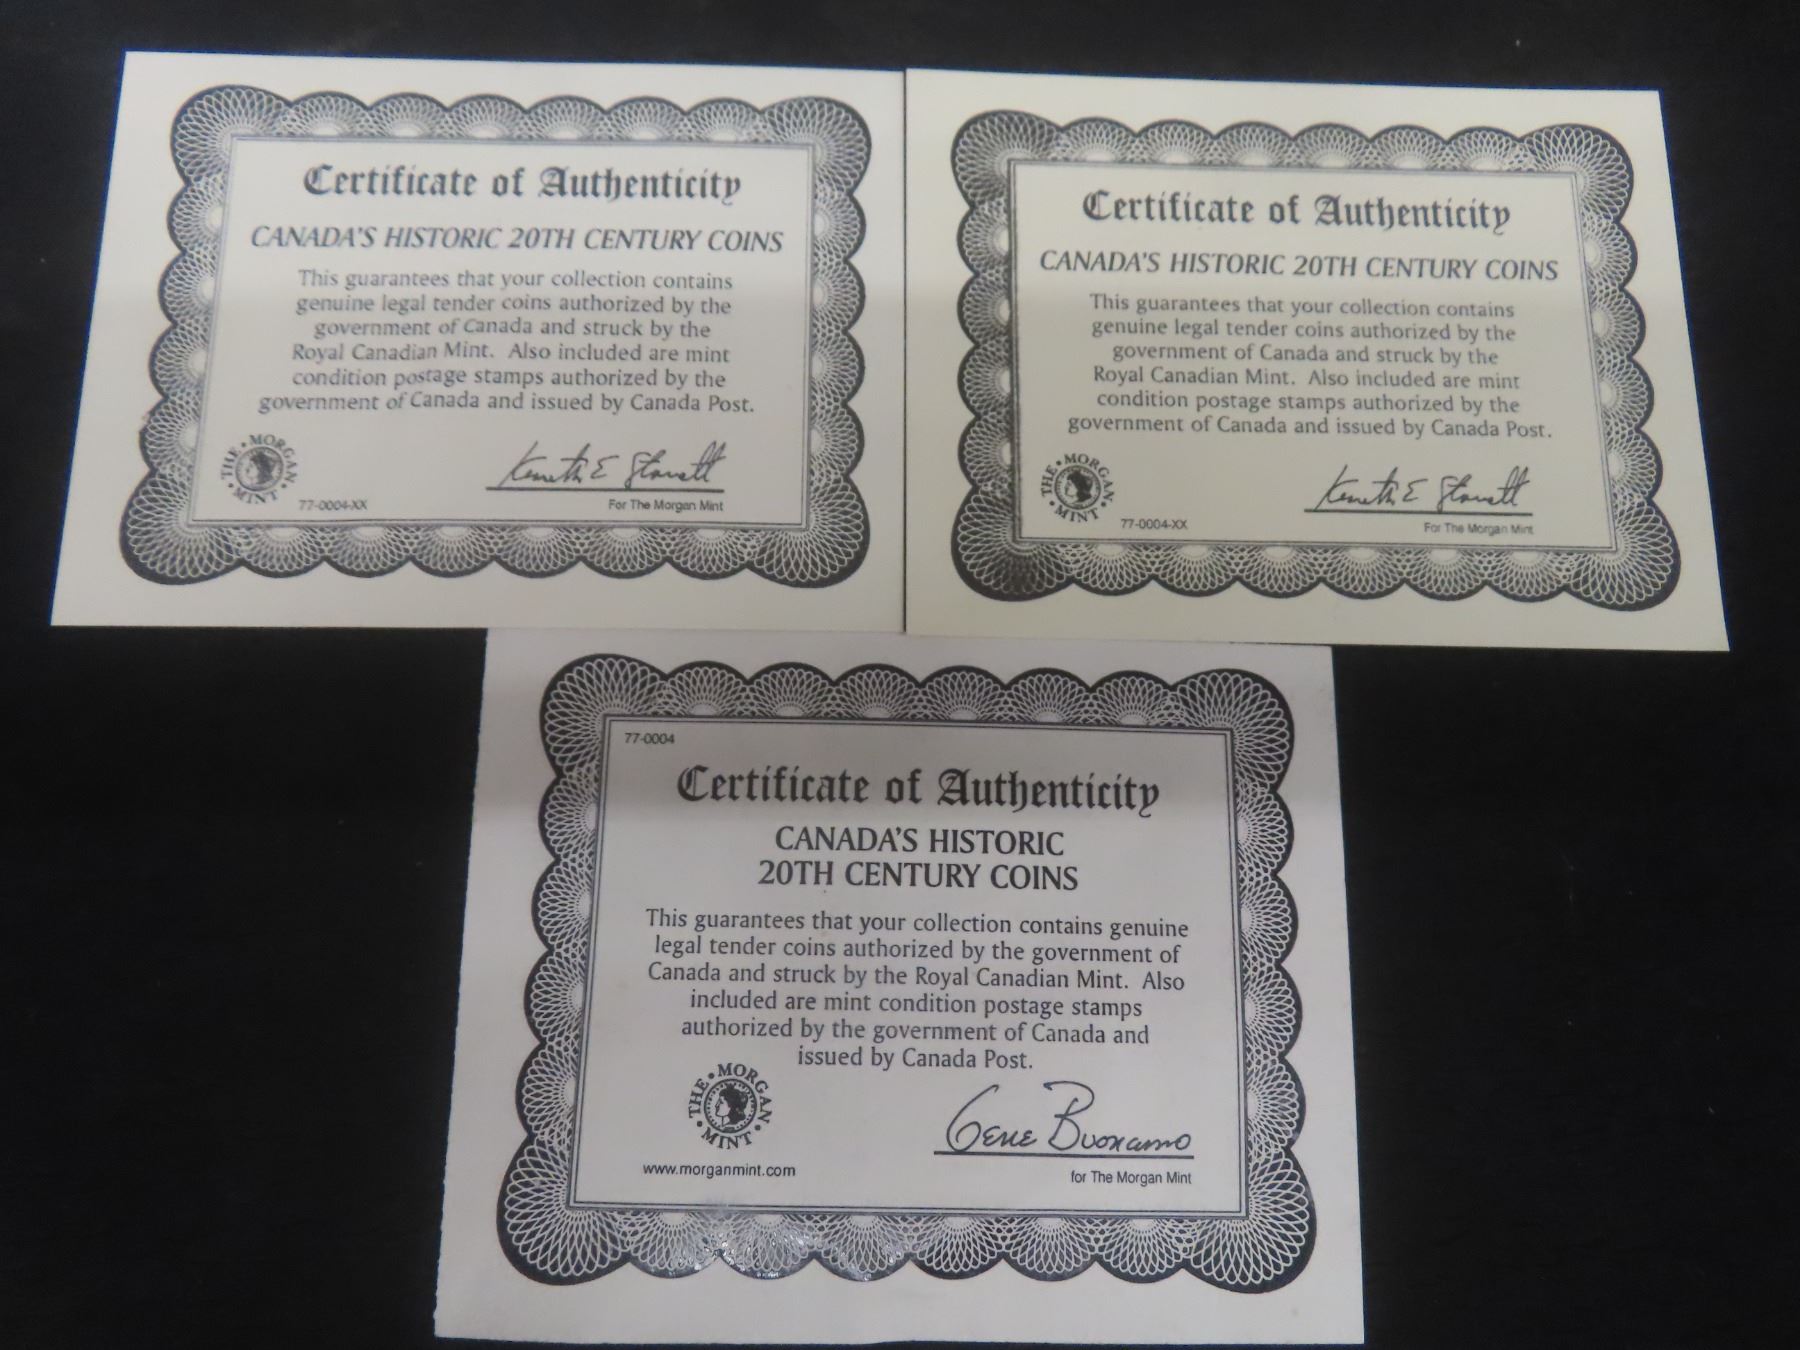 Certificate of Authenticity
CANADA'S HISTORIC 20TH CENTURY COINS
This guarantees that your collection contains
genuine legal tender coins authorized by the
government of Canada and struck by the
Royal Canadian Mint. Also included are mint
condition postage stamps authorized by the
government of Canada and issued by Canada Post.
THE • MORGAN • MINT •
77-0004-XX
For The Morgan Mint
Certificate of Authenticity
CANADA'S HISTORIC 20TH CENTURY COINS
This guarantees that your collection contains
genuine legal tender coins authorized by the
government of Canada and struck by the
Royal Canadian Mint. Also included are mint
condition postage stamps authorized by the
government of Canada and issued by Canada Post.
THE • MORGAN • MINT •
77-0004-XX
For The Morgan Mint
77-0004
Certificate of Authenticity
CANADA'S HISTORIC
20TH CENTURY COINS
This guarantees that your collection contains genuine
legal tender coins authorized by the government of
Canada and struck by the Royal Canadian Mint. Also
included are mint condition postage stamps
authorized by the government of Canada and
issued by Canada Post.
THE • MORGAN • MINT •
Gene Buonamo
www.morganmint.com
for The Morgan Mint